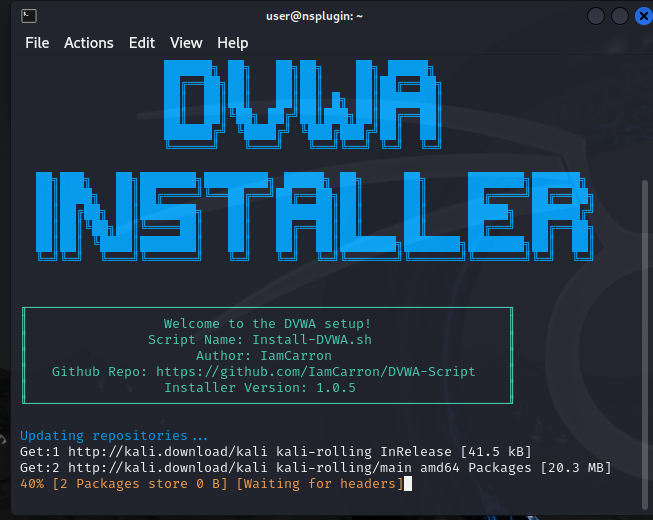 user@nsplugin: ~
File Actions Edit View Help
DVWA
INSTALLER
Welcome to the DVWA setup!
Script Name: Install-DVWA.sh
Author: IamCarron
Github Repo: https://github.com/IamCarron/DVWA-Script
Installer Version: 1.0.5
Updating repositories...
Get:1 http://kali.download/kali kali-rolling InRelease [41.5 kB]
Get:2 http://kali.download/kali kali-rolling/main amd64 Packages [20.3 MB]
40% [2 Packages store 0 B] [Waiting for headers]